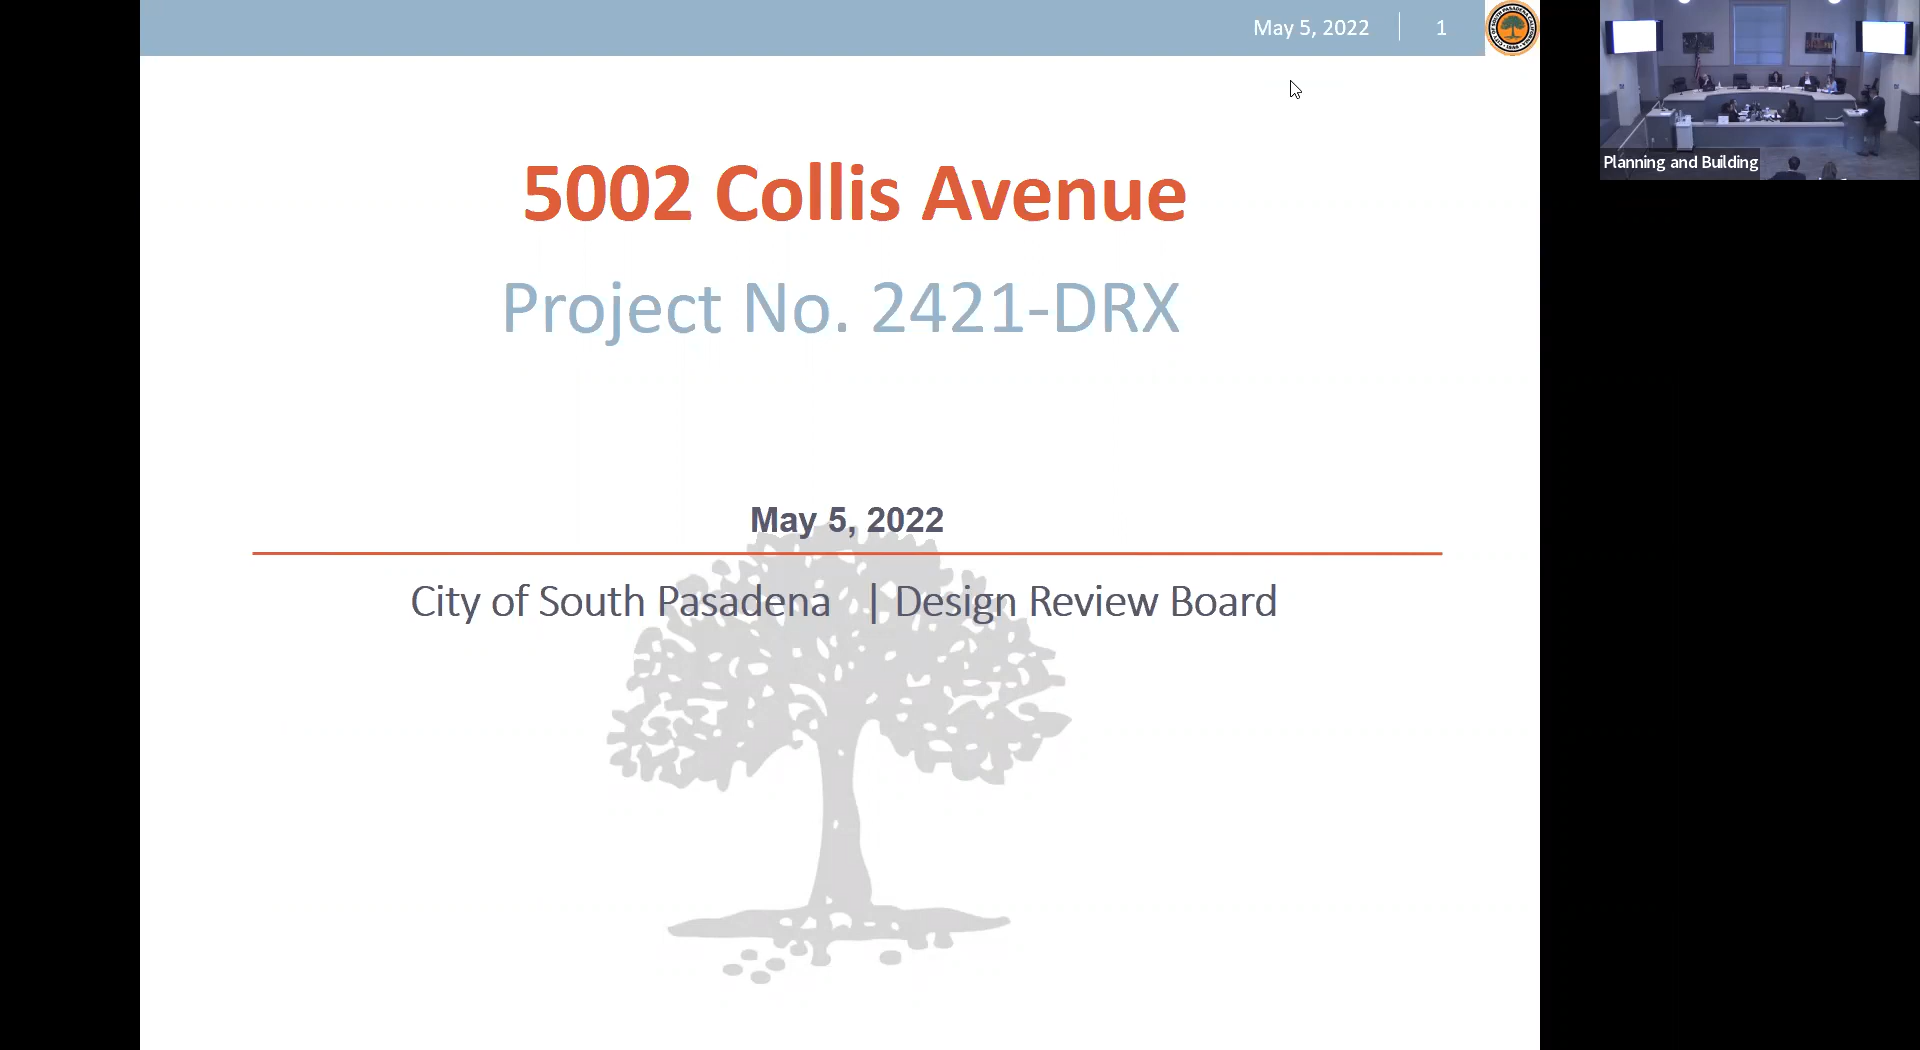 May 5, 2022 | 1
5002 Collis Avenue
Project No. 2421-DRX
May 5, 2022
City of South Pasadena | Design Review Board
Planning and Building